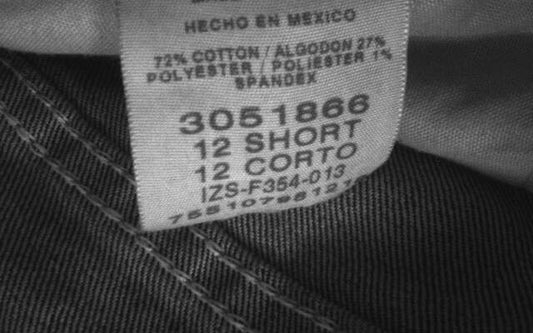 HECHO EN MEXICO
72% COTTON / ALGODON 27%
POLYESTER / POLIESTER 1%
SPANDEX
3051866
12 SHORT
12 CORTO
IZS-F354-013